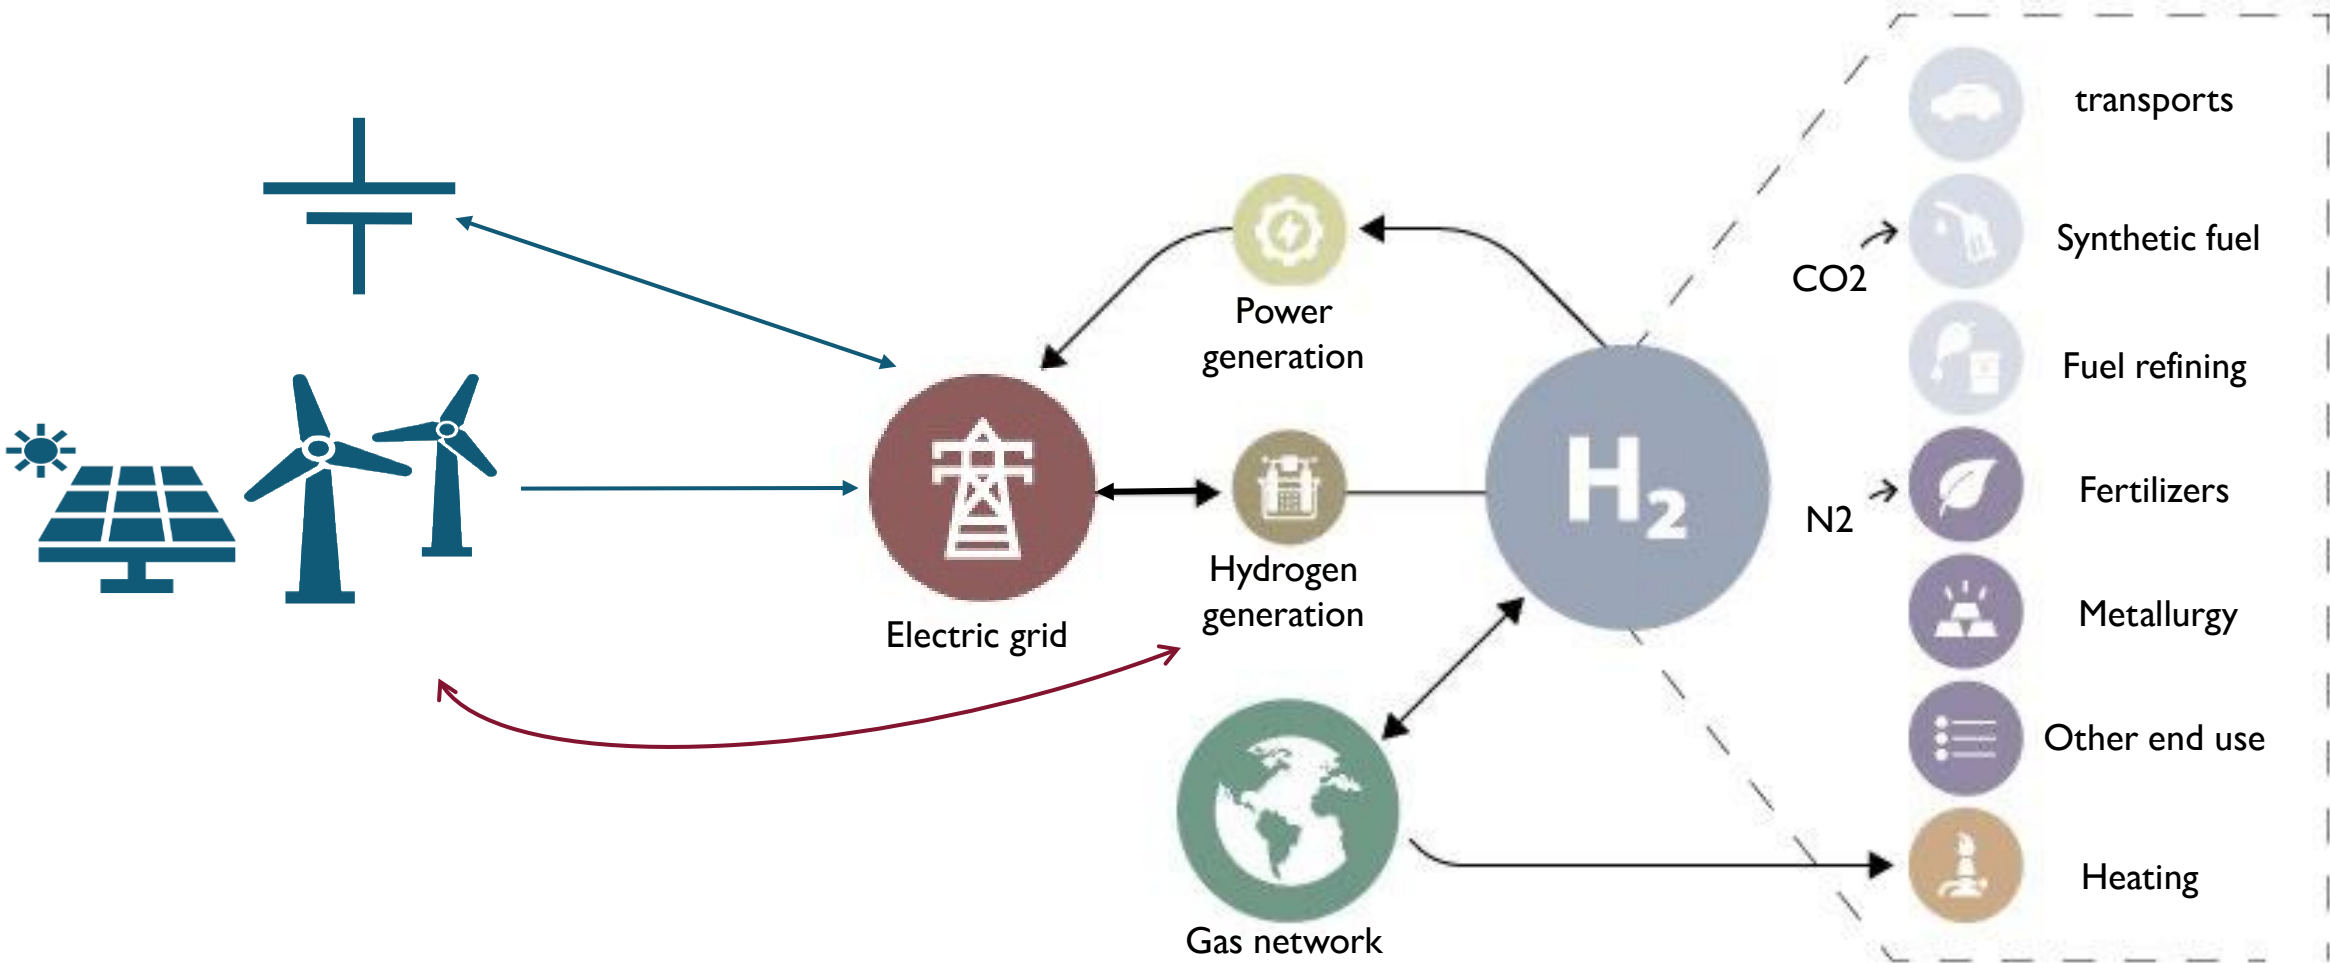 transports
Synthetic fuel
CO2
Power
generation
Fuel refining
H2
Fertilizers
N2
Hydrogen
generation
Electric grid
Metallurgy
Other end use
Heating
Gas network